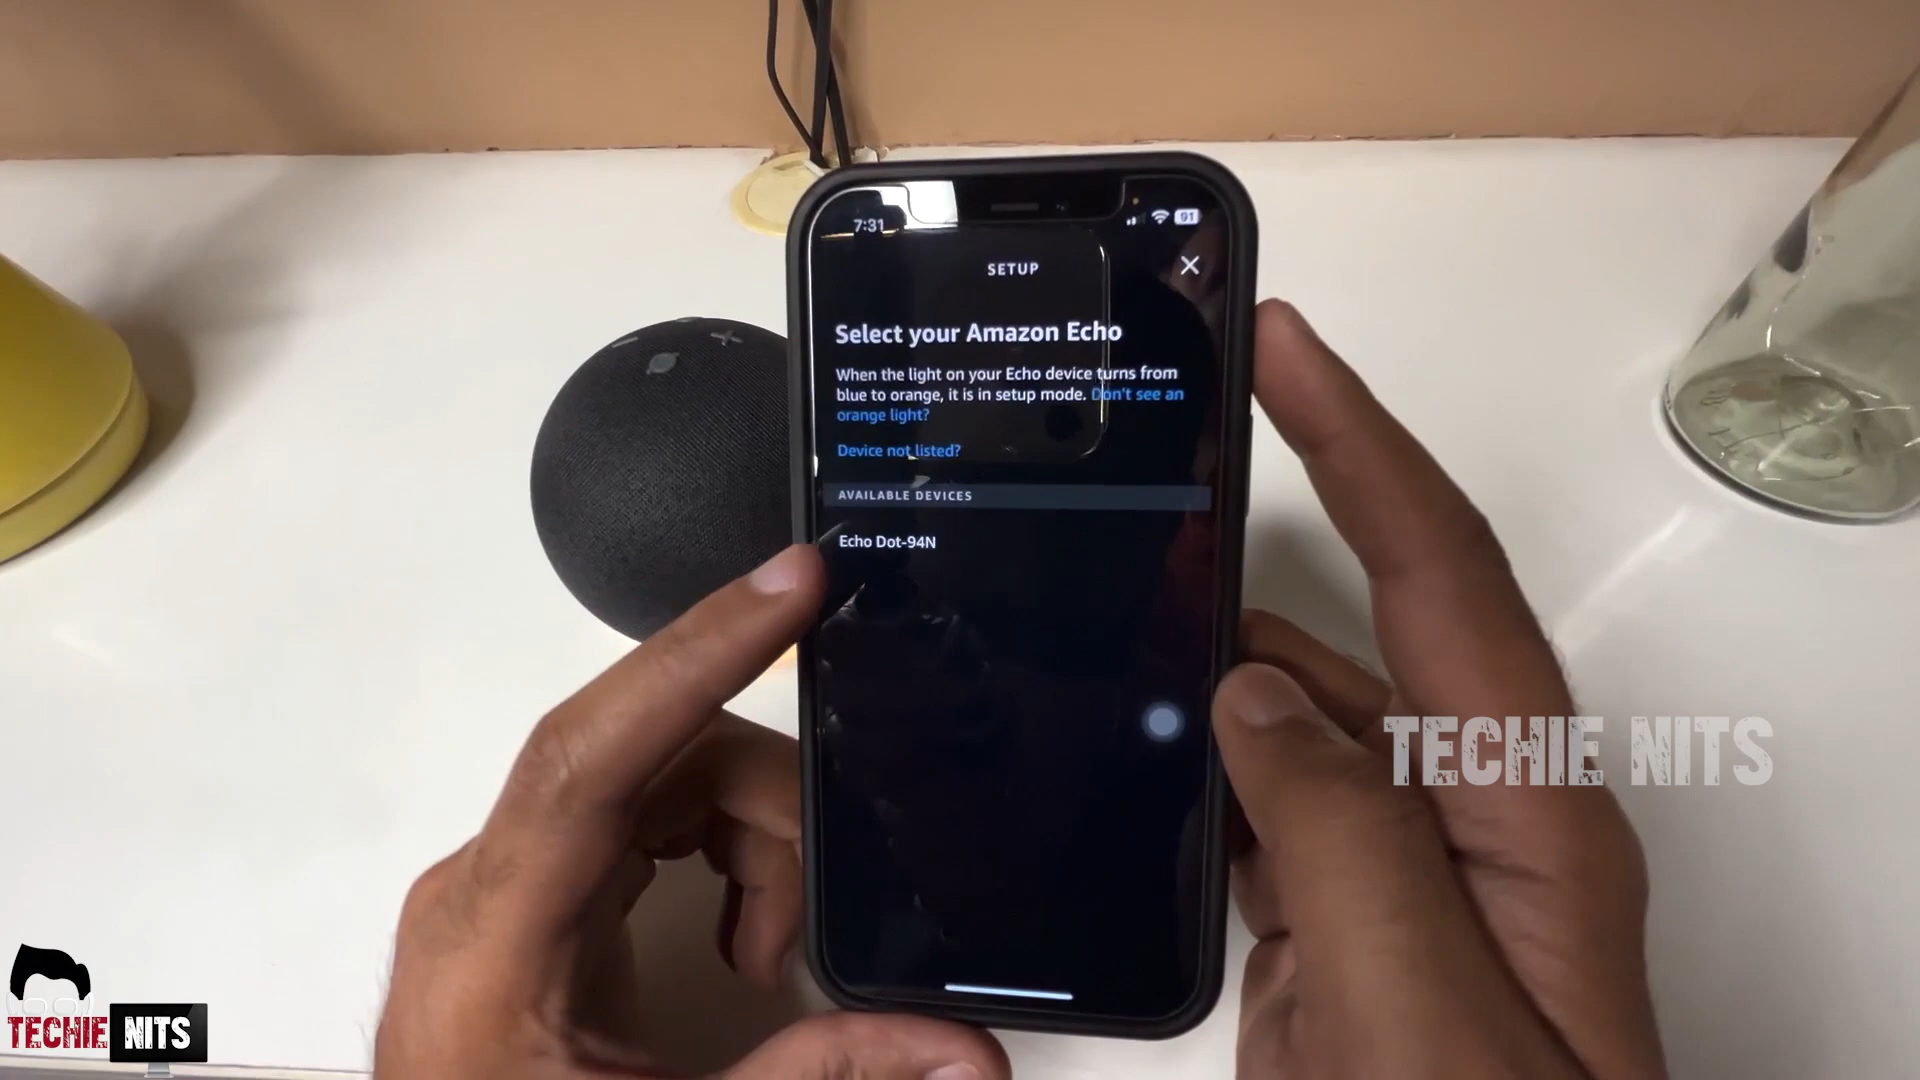 7:31
91
SETUP
Select your Amazon Echo
When the light on your Echo device turns from
blue to orange, it is in setup mode. Don't see an
orange light?
Device not listed?
AVAILABLE DEVICES
Echo Dot-94N
TECHIE NITS
TECHIE NITS